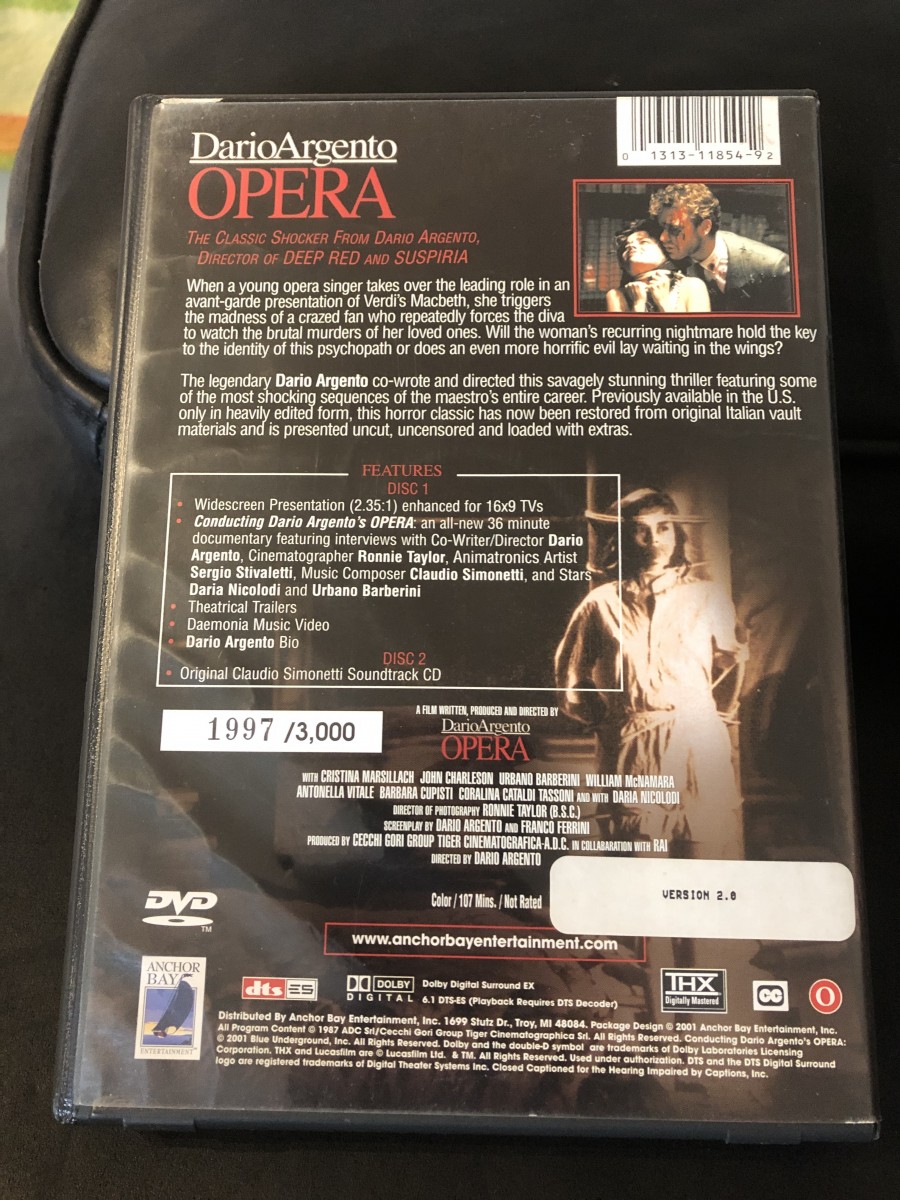 DarioArgento
OPERA
THE CLASSIC SHOCKER FROM DARIO ARGENTO,
DIRECTOR OF DEEP RED AND SUSPIRIA
0 1313-11854-9 2
When a young opera singer takes over the leading role in an
avant-garde presentation of Verdi's Macbeth, she triggers
the madness of a crazed fan who repeatedly forces the diva
to watch the brutal murders of her loved ones. Will the woman's recurring nightmare hold the key
to the identity of this psychopath or does an even more horrific evil lay waiting in the wings?
The legendary Dario Argento co-wrote and directed this savagely stunning thriller featuring some
of the most shocking sequences of the maestro's entire career. Previously available in the U.S.
only in heavily edited form, this horror classic has now been restored from original Italian vault
materials and is presented uncut, uncensored and loaded with extras.
FEATURES
DISC 1
• Widescreen Presentation (2.35:1) enhanced for 16x9 TVs
• Conducting Dario Argento's OPERA: an all-new 36 minute
documentary featuring interviews with Co-Writer/Director Dario
Argento, Cinematographer Ronnie Taylor, Animatronics Artist
Sergio Stivaletti, Music Composer Claudio Simonetti, and Stars
Daria Nicolodi and Urbano Barberini
• Theatrical Trailers
• Daemonia Music Video
• Dario Argento Bio
DISC 2
• Original Claudio Simonetti Soundtrack CD
1997 /3,000
A FILM WRITTEN, PRODUCED AND DIRECTED BY
DarioArgento
OPERA
WITH CRISTINA MARSILLACH JOHN CHARLESON URBANO BARBERINI WILLIAM McNAMARA
ANTONELLA VITALE BARBARA CUPISTI CORALINA CATALDI TASSONI AND WITH DARIA NICOLODI
DIRECTOR OF PHOTOGRAPHY RONNIE TAYLOR (B.S.C.)
SCREENPLAY BY DARIO ARGENTO AND FRANCO FERRINI
PRODUCED BY CECCHI GORI GROUP TIGER CINEMATOGRAFICA-A.D.C. IN COLLABARATION WITH RAI
DIRECTED BY DARIO ARGENTO
Color / 107 Mins. / Not Rated
VERSION 2.0
DVD
TM
www.anchorbayentertainment.com
ANCHOR
BAY
ENTERTAINMENT
dts ES
DOLBY
DIGITAL
Dolby Digital Surround EX
6.1 DTS-ES (Playback Requires DTS Decoder)
THX
Digitally Mastered
CC
O
Distributed By Anchor Bay Entertainment, Inc. 1699 Stutz Dr., Troy, MI 48084. Package Design © 2001 Anchor Bay Entertainment, Inc.
All Program Content © 1987 ADC Srl/Cecchi Gori Group Tiger Cinematographica Srl. All Rights Reserved. Conducting Dario Argento's OPERA:
© 2001 Blue Underground, Inc. All Rights Reserved. Dolby and the double-D symbol are trademarks of Dolby Laboratories Licensing
Corporation. THX and Lucasfilm are © Lucasfilm Ltd. & TM. All Rights Reserved. Used under authorization. DTS and the DTS Digital Surround
logo are registered trademarks of Digital Theater Systems Inc. Closed Captioned for the Hearing Impaired by Captions, Inc.